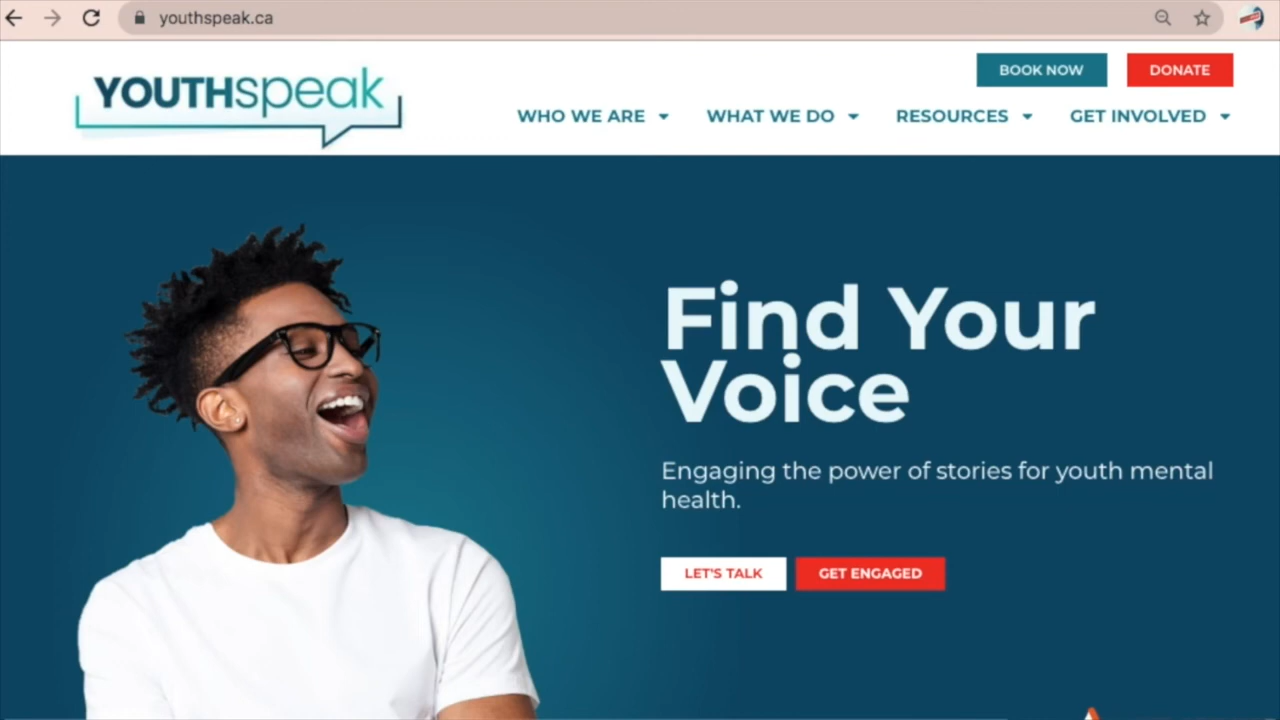 youthspeak.ca
YOUTHspeak
BOOK NOW
DONATE
WHO WE ARE
WHAT WE DO
RESOURCES
GET INVOLVED
Find Your
Voice
Engaging the power of stories for youth mental
health.
LET'S TALK
GET ENGAGED